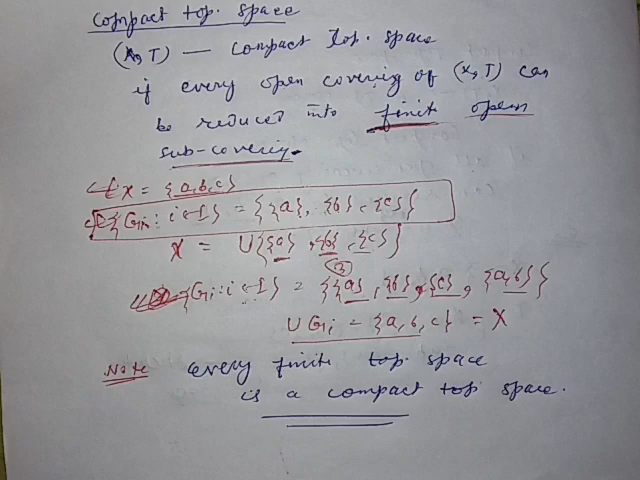 Compact top. space
(X, T) — Compact Top. space
if every open covering of (X, T) can
be reduced into finite open
sub-covering.
X = {a, b, c}
{Gi : i ∈ I} = {{a}, {b}, {c}}
X = U{{a}, {b}, {c}}
{Gi : i ∈ I} = {{a}, {b}, {c}, {a, b}}
U Gi = {a, b, c} = X
Note every finite top. space
is a compact top space.